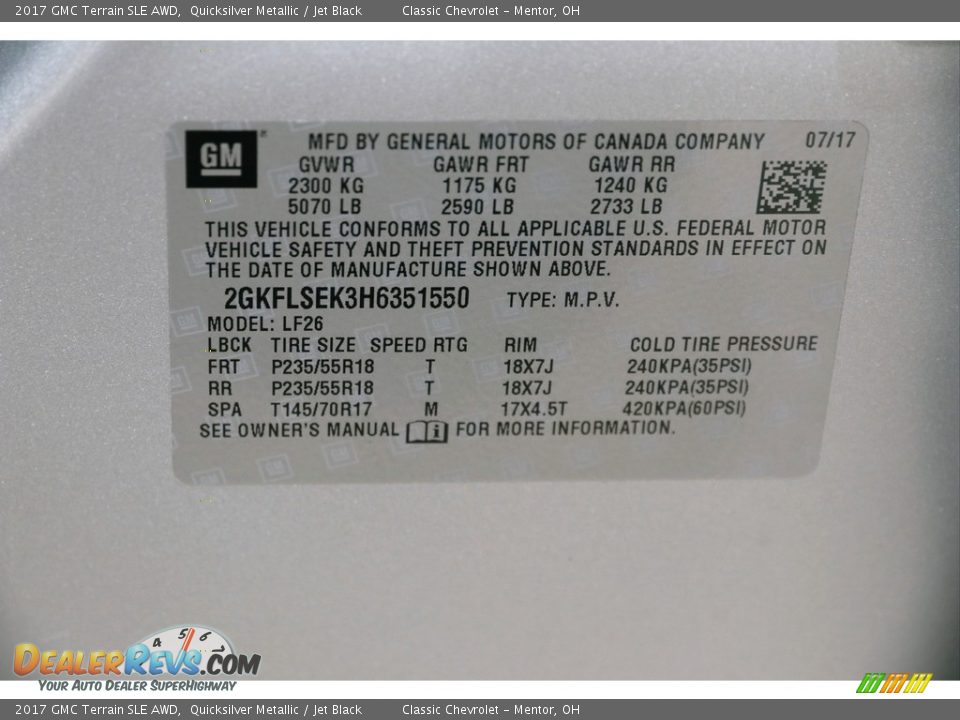 2017 GMC Terrain SLE AWD, Quicksilver Metallic / Jet Black Classic Chevrolet - Mentor, OH
GM
MFD BY GENERAL MOTORS OF CANADA COMPANY 07/17
GVWR GAWR FRT GAWR RR
2300 KG 1175 KG 1240 KG
5070 LB 2590 LB 2733 LB
THIS VEHICLE CONFORMS TO ALL APPLICABLE U.S. FEDERAL MOTOR
VEHICLE SAFETY AND THEFT PREVENTION STANDARDS IN EFFECT ON
THE DATE OF MANUFACTURE SHOWN ABOVE.
2GKFLSEK3H6351550 TYPE: M.P.V.
MODEL: LF26
LBCK TIRE SIZE SPEED RTG RIM COLD TIRE PRESSURE
FRT P235/55R18 T 18X7J 240KPA(35PSI)
RR P235/55R18 T 18X7J 240KPA(35PSI)
SPA T145/70R17 M 17X4.5T 420KPA(60PSI)
SEE OWNER'S MANUAL i FOR MORE INFORMATION.
4 5 6 7
DEALERREVS.COM
YOUR AUTO DEALER SUPERHIGHWAY
2017 GMC Terrain SLE AWD, Quicksilver Metallic / Jet Black Classic Chevrolet - Mentor, OH